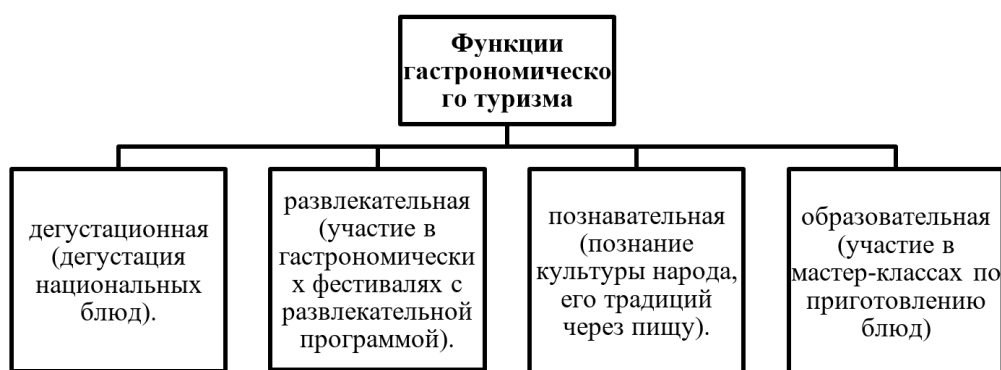 Функции
гастрономическо
го туризма
дегустационная
(дегустация
национальных
блюд).
развлекательная
(участие в
гастрономически
х фестивалях с
развлекательной
программой).
познавательная
(познание
культуры народа,
его традиций
через пищу).
образовательная
(участие в
мастер-классах по
приготовлению
блюд)